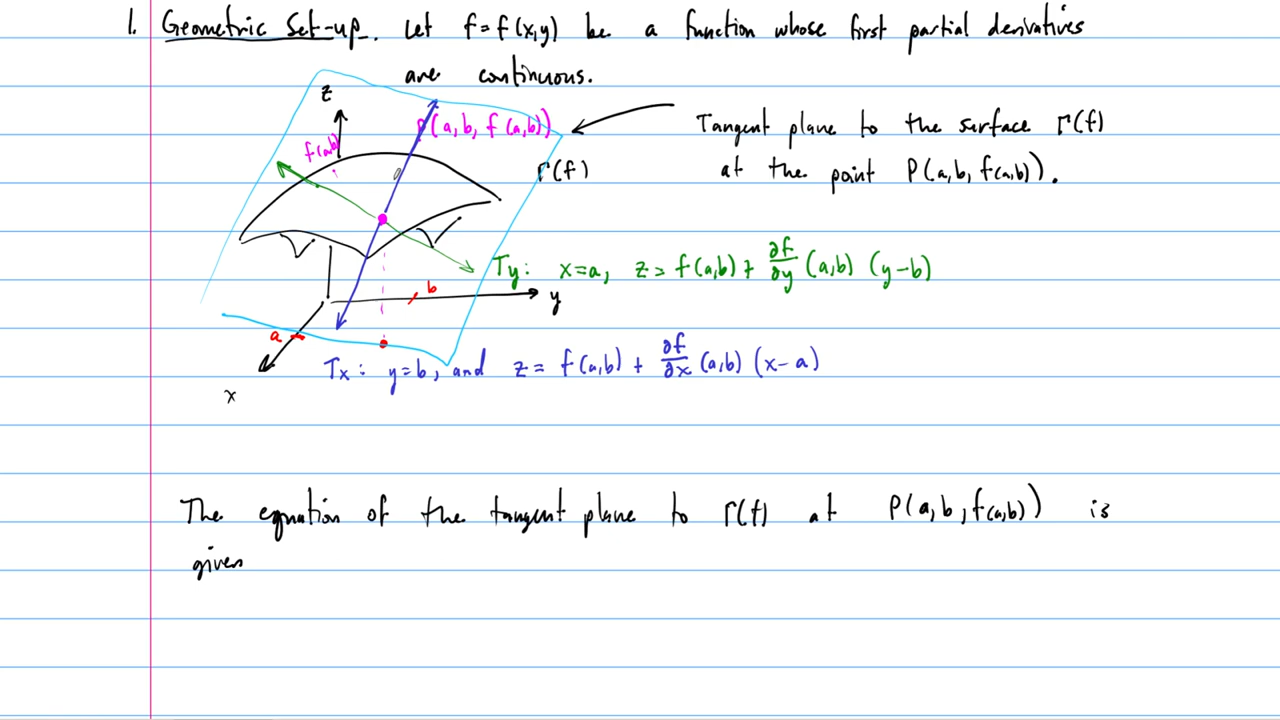 1. Geometric Set-up. Let f = f(x,y) be a function whose first partial derivatives
are continuous.
z
P(a, b, f(a,b))
f(a,b)
Γ(f)
Tangent plane to the surface Γ(f)
at the point P(a,b, f(a,b)).
Ty: x=a, z = f(a,b) + ∂f/∂y (a,b) (y-b)
b
y
a
Tx: y=b, and z = f(a,b) + ∂f/∂x (a,b) (x-a)
x
The equation of the tangent plane to Γ(f) at P(a,b,f(a,b)) is
given